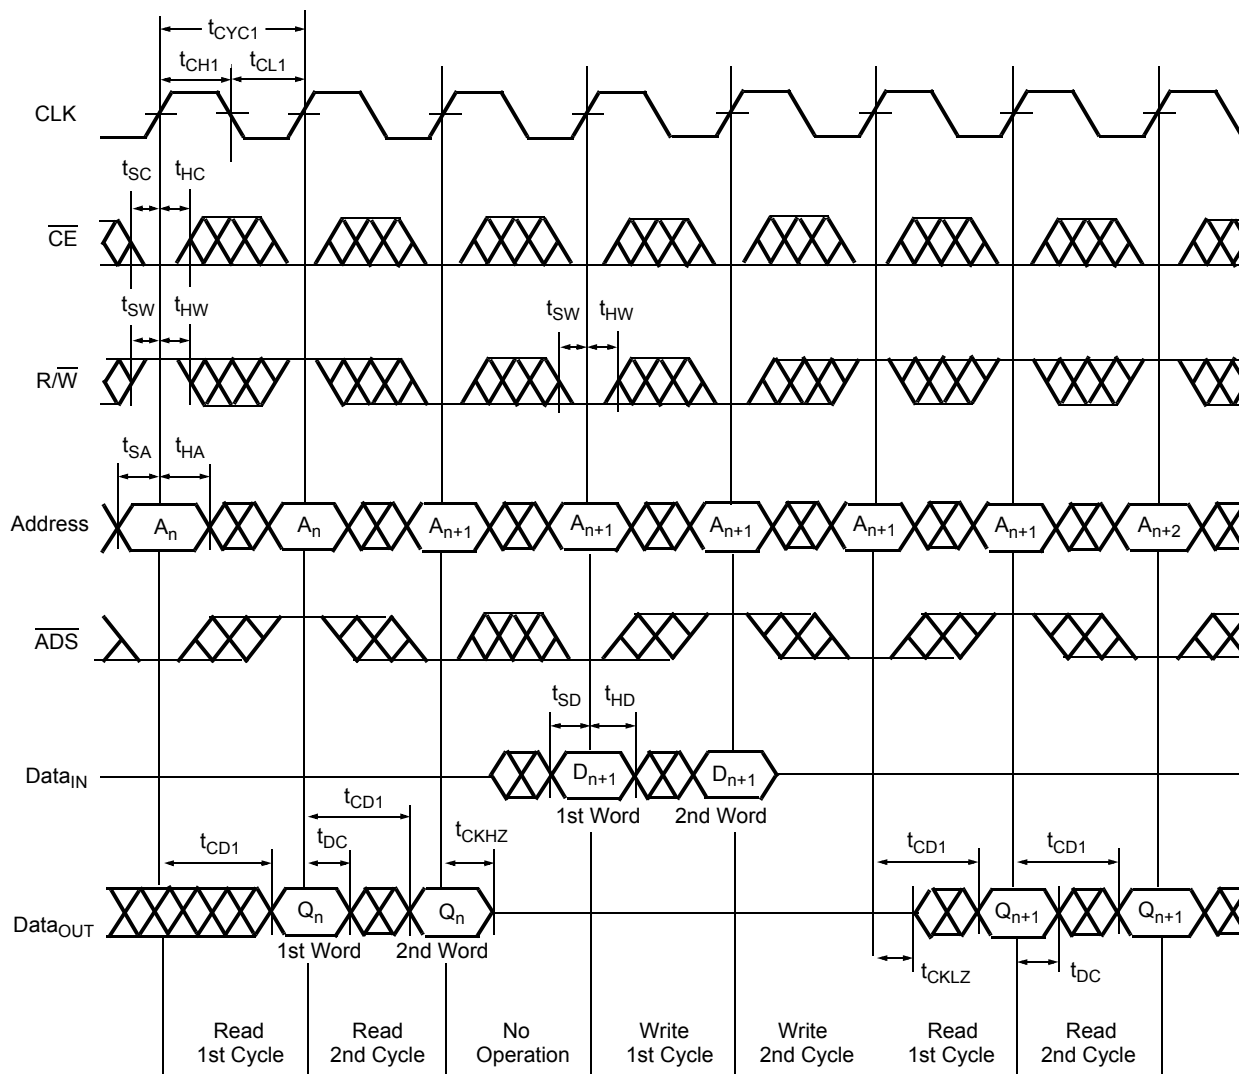 tCYC1
tCH1 tCL1
CLK
tSC tHC
CE
tSW tHW tSW tHW
R/W
tSA tHA
Address An An An+1 An+1 An+1 An+1 An+1 An+2
ADS
tSD tHD
DataIN Dn+1 Dn+1
1st Word 2nd Word
tCD1
tCD1 tDC tCKHZ tCD1 tCD1
DataOUT Qn Qn Qn+1 Qn+1
1st Word 2nd Word
tCKLZ tDC
Read Read No Write Write Read Read
1st Cycle 2nd Cycle Operation 1st Cycle 2nd Cycle 1st Cycle 2nd Cycle